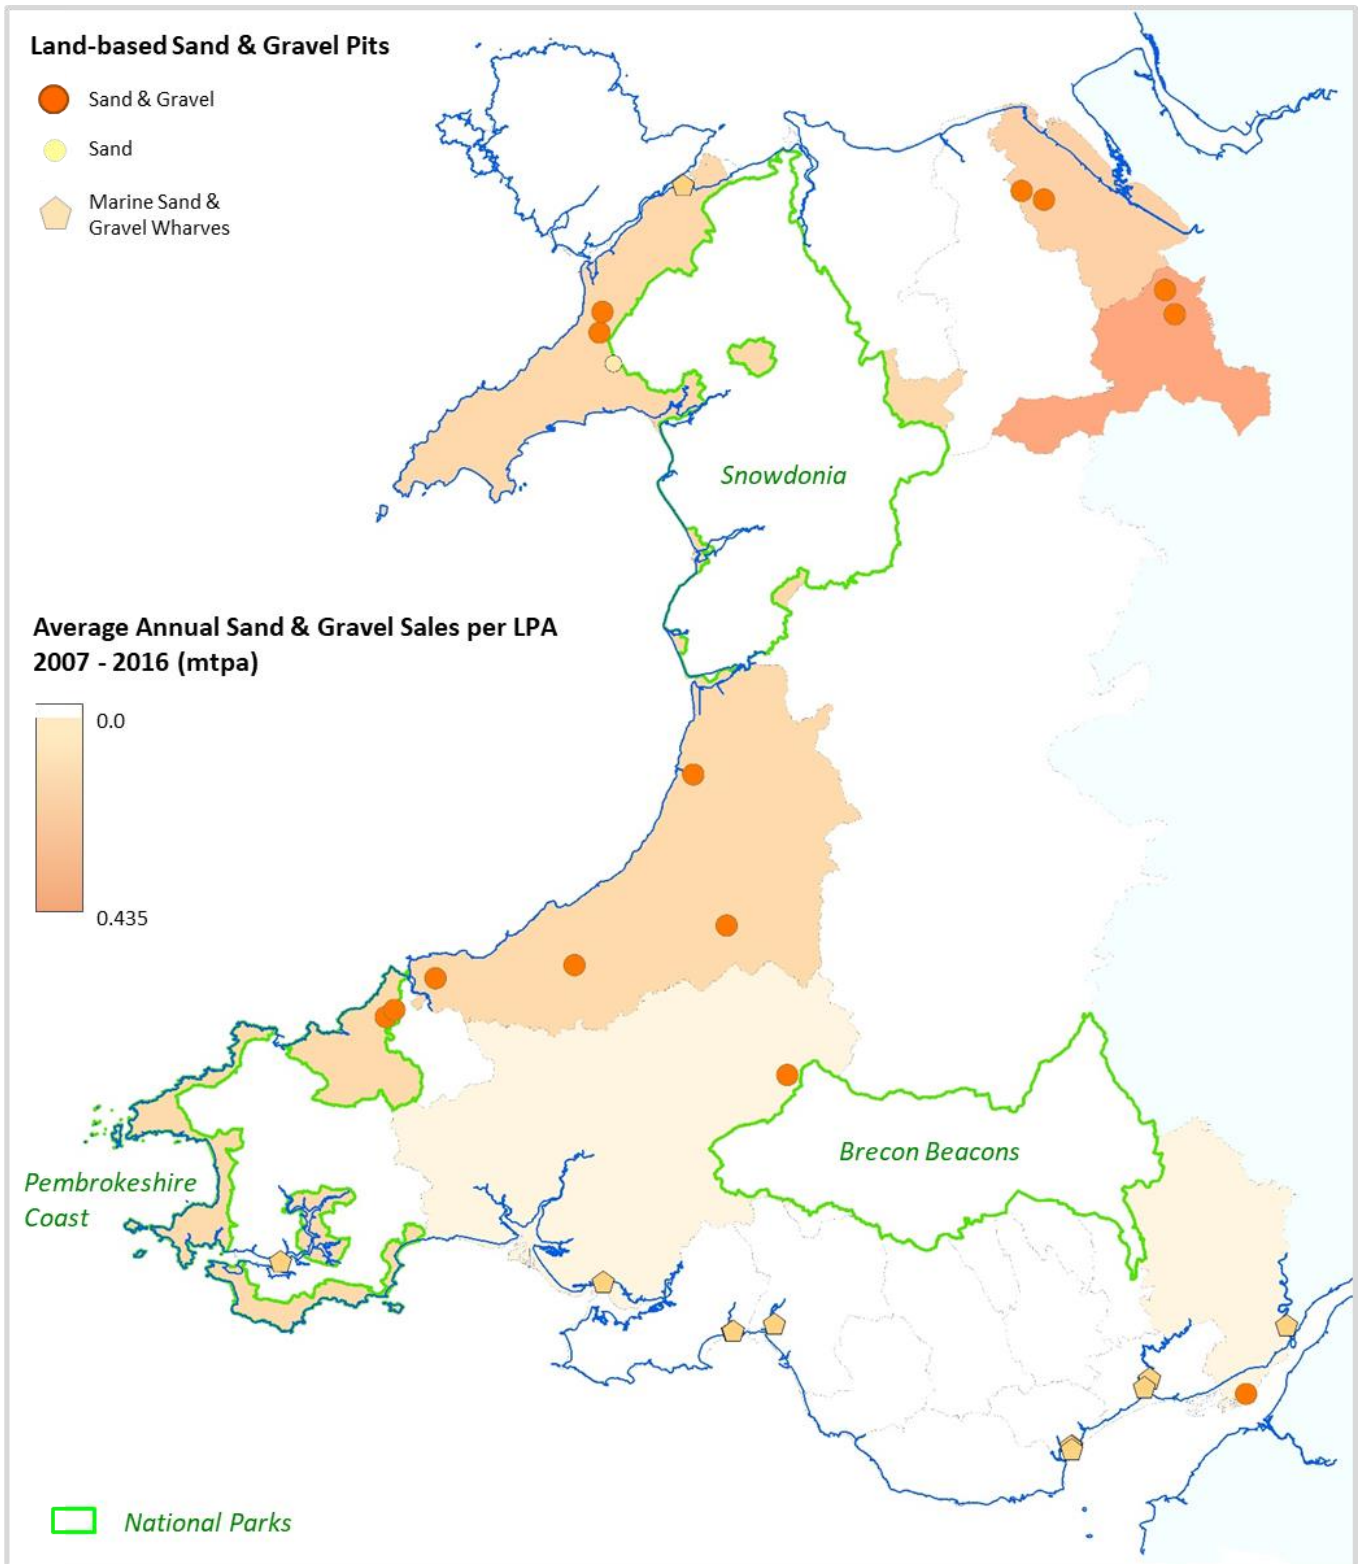 Land-based Sand & Gravel Pits
Sand & Gravel
Sand
Marine Sand &
Gravel Wharves
Snowdonia
Average Annual Sand & Gravel Sales per LPA
2007 - 2016 (mtpa)
0.0
0.435
Brecon Beacons
Pembrokeshire
Coast
National Parks